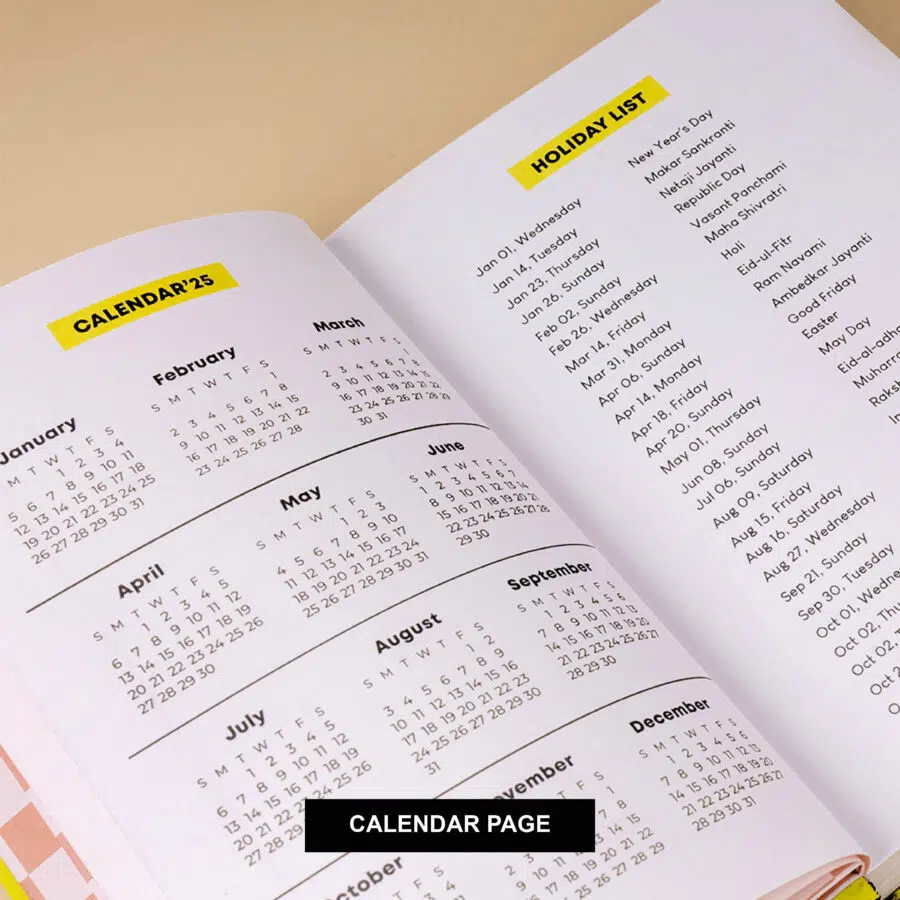 CALENDAR'25
January
M T W T F S
1 2 3 4
5 6 7 8 9 10 11
12 13 14 15 16 17 18
19 20 21 22 23 24 25
26 27 28 29 30 31
February
S M T W T F S
1
2 3 4 5 6 7 8
9 10 11 12 13 14 15
16 17 18 19 20 21 22
23 24 25 26 27 28
March
S M T W T F S
1
2 3 4 5 6 7 8
9 10 11 12 13 14 15
16 17 18 19 20 21 22
23 24 25 26 27 28 29
30 31
April
S M T W T F S
1 2 3 4 5
6 7 8 9 10 11 12
13 14 15 16 17 18 19
20 21 22 23 24 25 26
27 28 29 30
May
S M T W T F S
1 2 3
4 5 6 7 8 9 10
11 12 13 14 15 16 17
18 19 20 21 22 23 24
25 26 27 28 29 30 31
June
S M T W T F S
1 2 3 4 5 6 7
8 9 10 11 12 13 14
15 16 17 18 19 20 21
22 23 24 25 26 27 28
29 30
July
S M T W T F S
1 2 3 4 5
6 7 8 9 10 11 12
13 14 15 16 17 18 19
20 21 22 23 24 25 26
27 28 29
August
S M T W T F S
1 2
3 4 5 6 7 8 9
10 11 12 13 14 15 16
17 18 19 20 21 22 23
24 25 26 27 28 29 30
31
September
S M T W T F S
1 2 3 4 5 6
7 8 9 10 11 12 13
14 15 16 17 18 19 20
21 22 23 24 25 26 27
28 29 30
ctober
vember
December
S M T W T F S
1 2 3 4 5 6
7 8 9 10 11 12 13
14 15 16 17 18 19 20
21 22 23 24 25 26 27
28 29 30 31
HOLIDAY LIST
Jan 01, Wednesday New Year's Day
Jan 14, Tuesday Makar Sankranti
Jan 23, Thursday Netaji Jayanti
Jan 26, Sunday Republic Day
Feb 02, Sunday Vasant Panchami
Feb 26, Wednesday Maha Shivratri
Mar 14, Friday Holi
Mar 31, Monday Eid-ul-Fitr
Apr 06, Sunday Ram Navami
Apr 14, Monday Ambedkar Jayanti
Apr 18, Friday Good Friday
Apr 20, Sunday Easter
May 01, Thursday May Day
Jun 08, Sunday Eid-ul-adha
Jul 06, Sunday Muharra
Aug 09, Saturday Raksh
Aug 15, Friday In
Aug 16, Saturday
Aug 27, Wednesday
Sep 21, Sunday
Sep 30, Tuesday
Oct 01, Wedne
Oct 02, Thu
Oct 02, T
Oct 2
CALENDAR PAGE